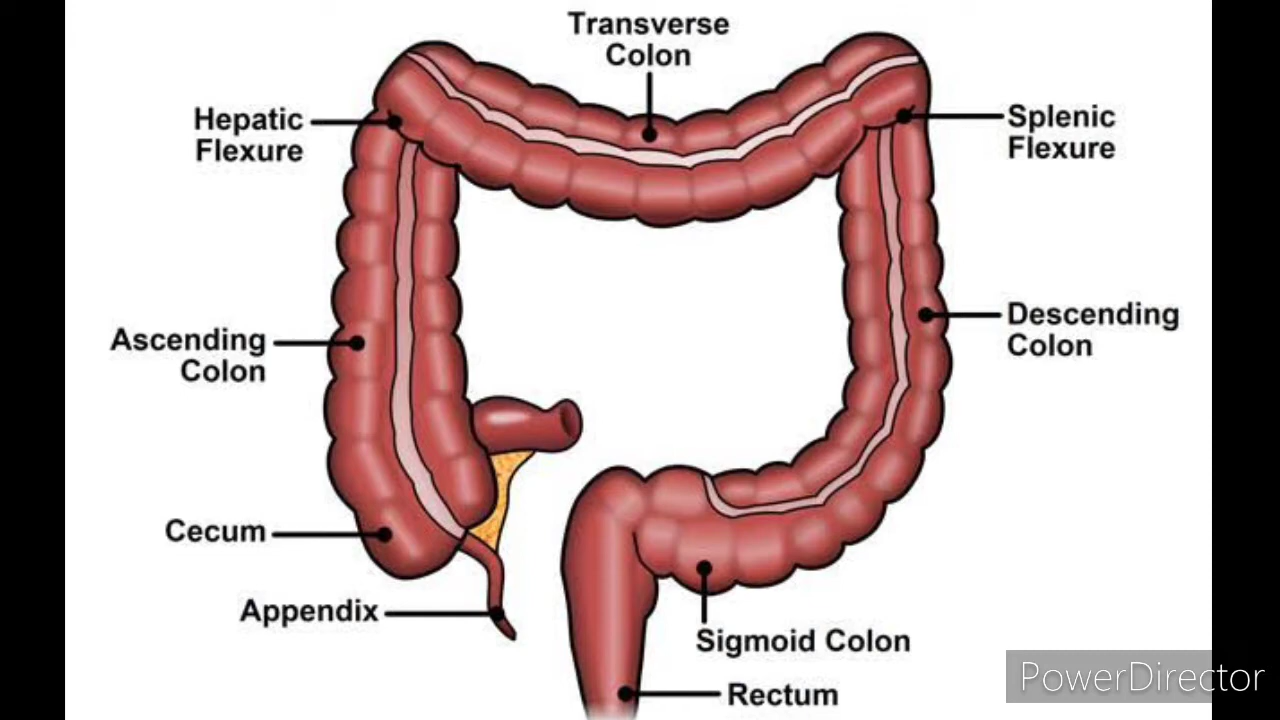 Transverse
Colon
Hepatic
Flexure
Splenic
Flexure
Ascending
Colon
Descending
Colon
Cecum
Appendix
Sigmoid Colon
Rectum
PowerDirector